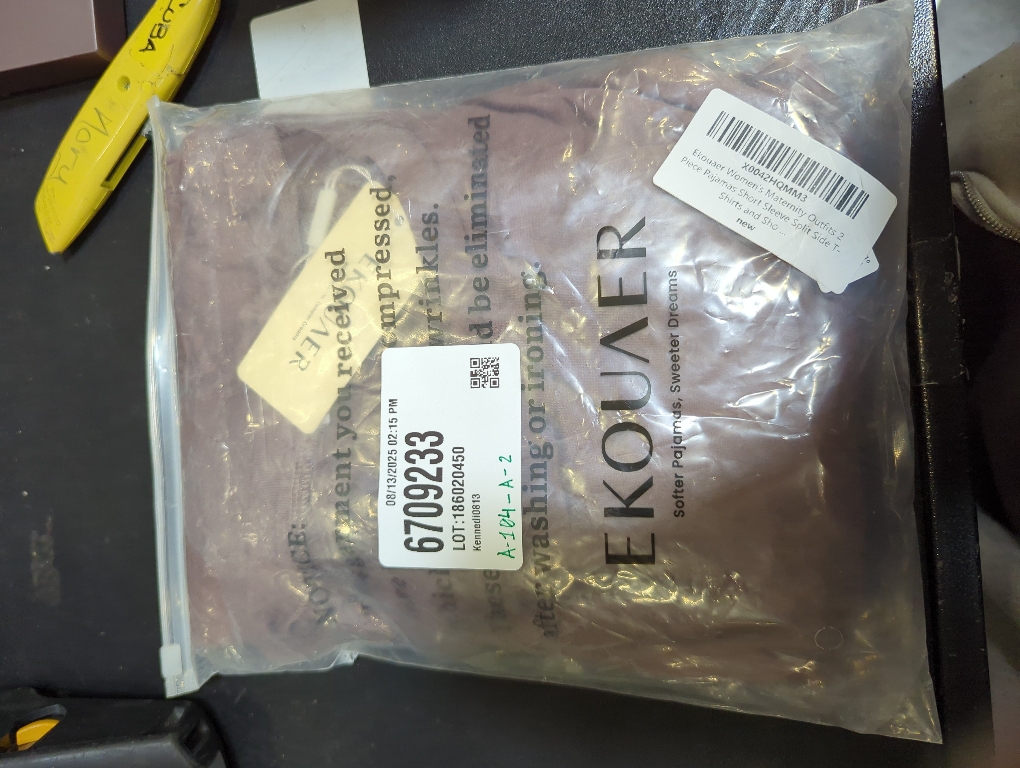 NOTICE:
ment you received
compressed,
wrinkles.
d be eliminated
after washing or ironing.
EKOUAER
08/13/2025 02:15 PM
6709233
LOT:186020450
Kennedi0813
A-104-A-2
EKOUAER
Softer Pajamas, Sweeter Dreams
X0042HQMM3
Ekouaer Women's Maternity Outfits 2
Piece Pajamas Short Sleeve Split Side T-
Shirts and Sho...
new